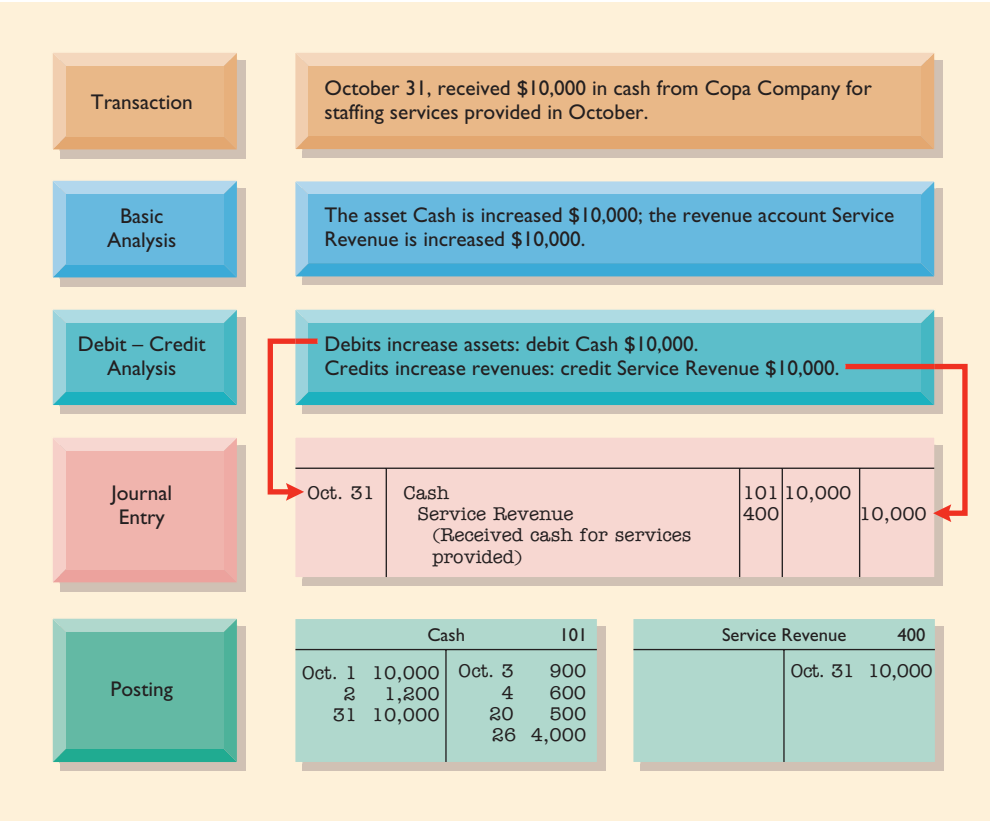 Transaction
October 31, received $10,000 in cash from Copa Company for
staffing services provided in October.
Basic
Analysis
The asset Cash is increased $10,000; the revenue account Service
Revenue is increased $10,000.
Debit – Credit
Analysis
Debits increase assets: debit Cash $10,000.
Credits increase revenues: credit Service Revenue $10,000.
Journal
Entry
Oct. 31 Cash 101 10,000
Service Revenue 400 10,000
(Received cash for services
provided)
Posting
Cash 101
Oct. 1 10,000 Oct. 3 900
2 1,200 4 600
31 10,000 20 500
26 4,000
Service Revenue 400
Oct. 31 10,000